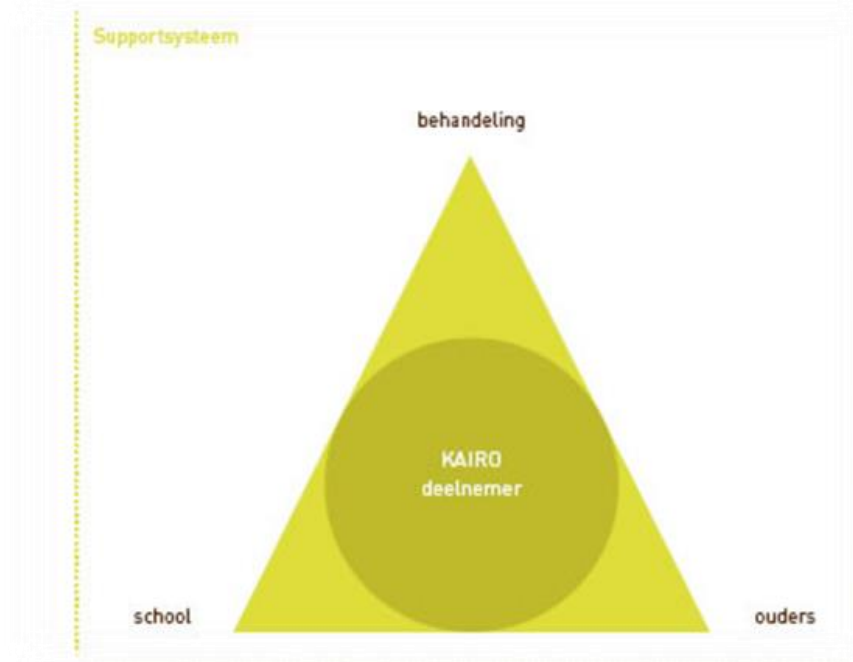 Supportsysteem
behandeling
KAIRO
deelnemer
school
ouders